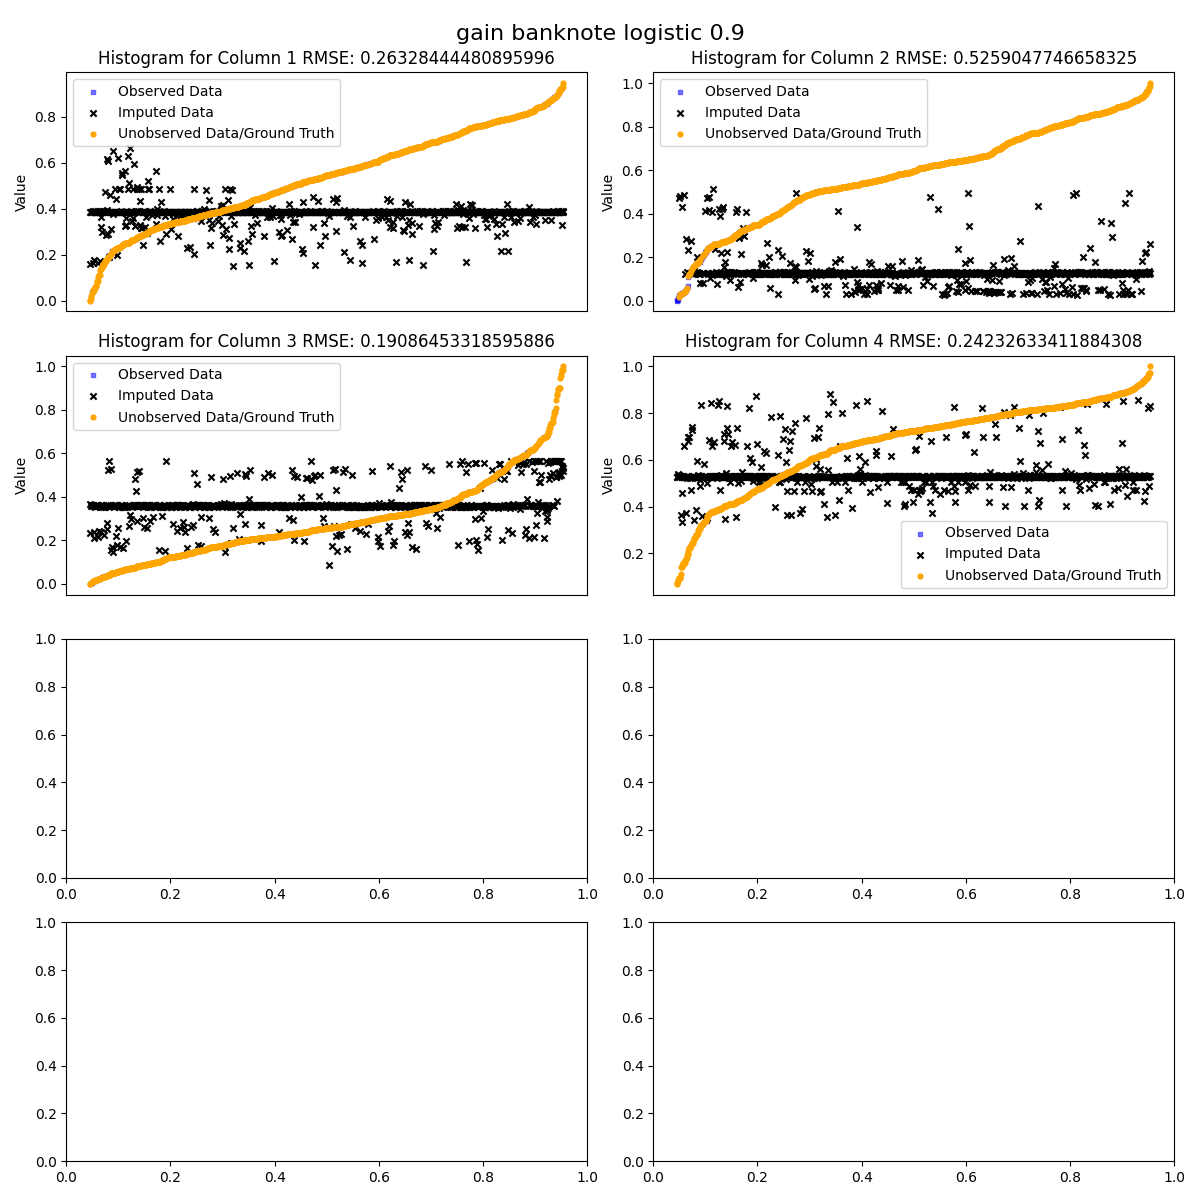 gain banknote logistic 0.9
Histogram for Column 1 RMSE: 0.26328444480895996
Value
0.8
0.6
0.4
0.2
0.0
Observed Data
Imputed Data
Unobserved Data/Ground Truth
Histogram for Column 2 RMSE: 0.5259047746658325
Value
1.0
0.8
0.6
0.4
0.2
0.0
Observed Data
Imputed Data
Unobserved Data/Ground Truth
Histogram for Column 3 RMSE: 0.19086453318595886
Value
1.0
0.8
0.6
0.4
0.2
0.0
Observed Data
Imputed Data
Unobserved Data/Ground Truth
Histogram for Column 4 RMSE: 0.24232633411884308
Value
1.0
0.8
0.6
0.4
0.2
Observed Data
Imputed Data
Unobserved Data/Ground Truth
1.0
0.8
0.6
0.4
0.2
0.0
0.0 0.2 0.4 0.6 0.8 1.0
1.0
0.8
0.6
0.4
0.2
0.0
0.0 0.2 0.4 0.6 0.8 1.0
1.0
0.8
0.6
0.4
0.2
0.0
0.0 0.2 0.4 0.6 0.8 1.0
1.0
0.8
0.6
0.4
0.2
0.0
0.0 0.2 0.4 0.6 0.8 1.0